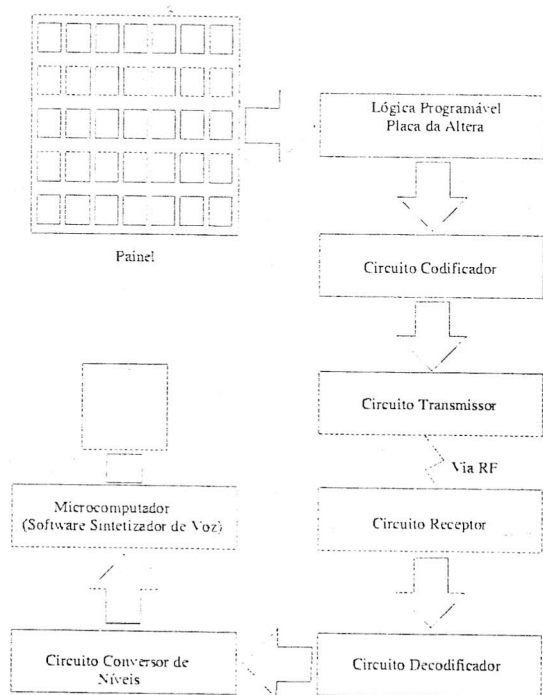 Lógica Programável
Placa da Altera
Painel
Circuito Codificador
Circuito Transmissor
Via RF
Circuito Receptor
Circuito Decodificador
Circuito Conversor de
Níveis
Microcomputador
(Software Sintetizador de Voz)